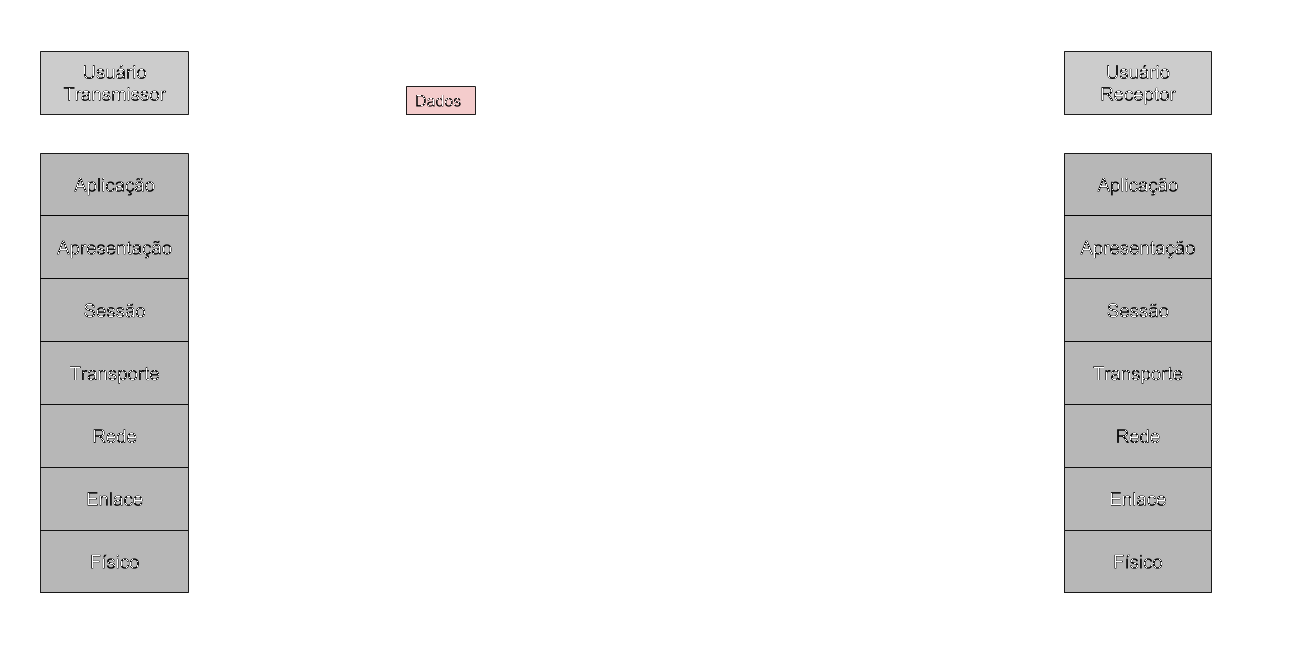 Usuário
Transmissor
Dados
Usuário
Receptor
Aplicação
Aplicação
Apresentação
Apresentação
Sessão
Sessão
Transporte
Transporte
Rede
Rede
Enlace
Enlace
Físico
Físico